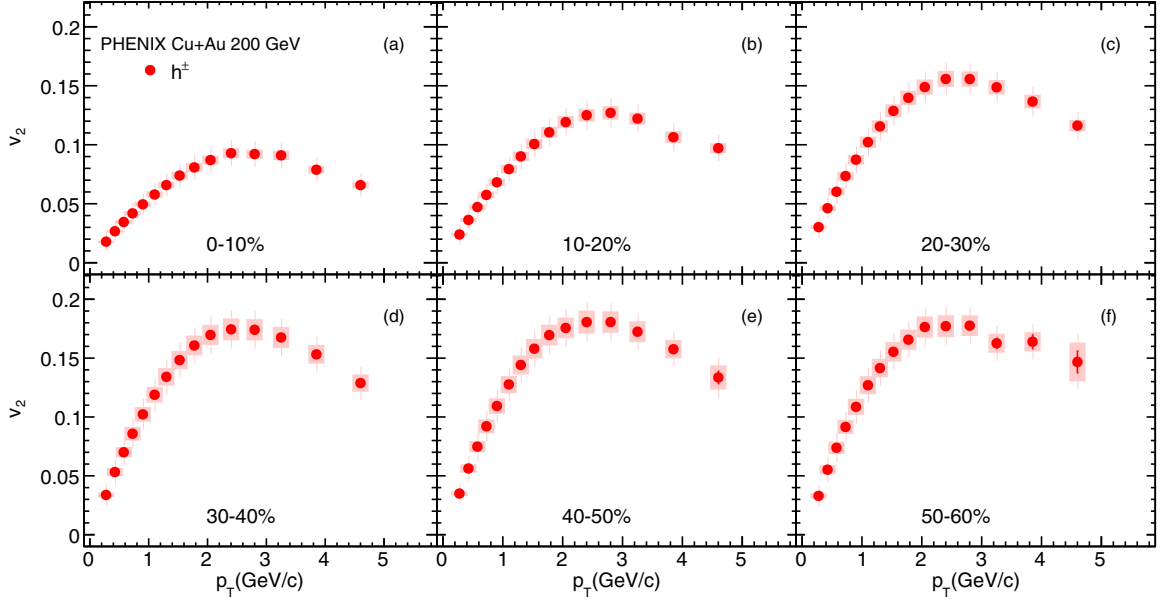 0.2
0.15
0.1
0.05
0
v₂
PHENIX Cu+Au 200 GeV
h±
(a)
0-10%
(b)
10-20%
(c)
20-30%
0.2
0.15
0.1
0.05
0
v₂
(d)
30-40%
(e)
40-50%
(f)
50-60%
0 1 2 3 4 5
0 1 2 3 4 5
0 1 2 3 4 5
p_T(GeV/c)
p_T(GeV/c)
p_T(GeV/c)